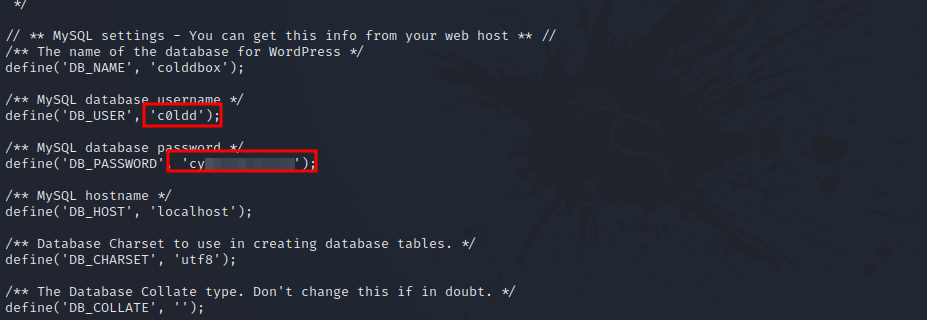 */
// ** MySQL settings - You can get this info from your web host ** //
/** The name of the database for WordPress */
define('DB_NAME', 'colddbox');
/** MySQL database username */
define('DB_USER', 'c0ldd');
/** MySQL database password */
define('DB_PASSWORD', 'cy');
/** MySQL hostname */
define('DB_HOST', 'localhost');
/** Database Charset to use in creating database tables. */
define('DB_CHARSET', 'utf8');
/** The Database Collate type. Don't change this if in doubt. */
define('DB_COLLATE', '');